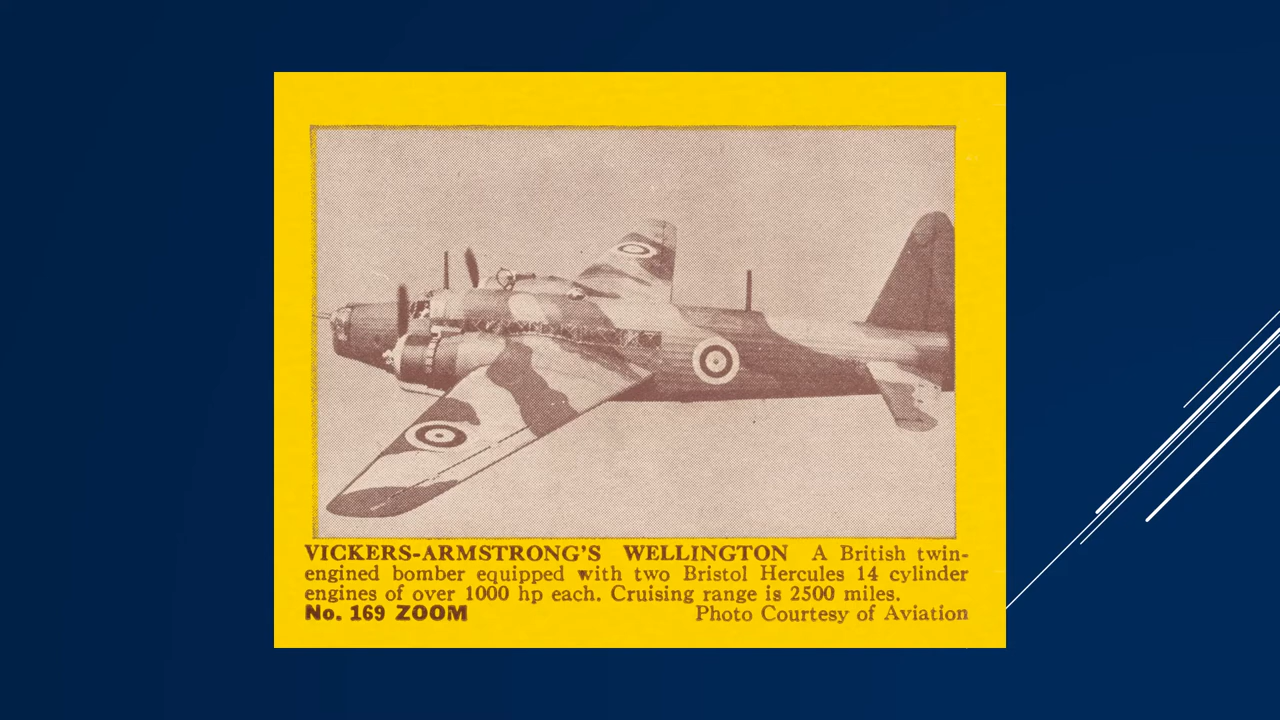 VICKERS-ARMSTRONG'S WELLINGTON A British twin-
engined bomber equipped with two Bristol Hercules 14 cylinder
engines of over 1000 hp each. Cruising range is 2500 miles.
No. 169 ZOOM Photo Courtesy of Aviation